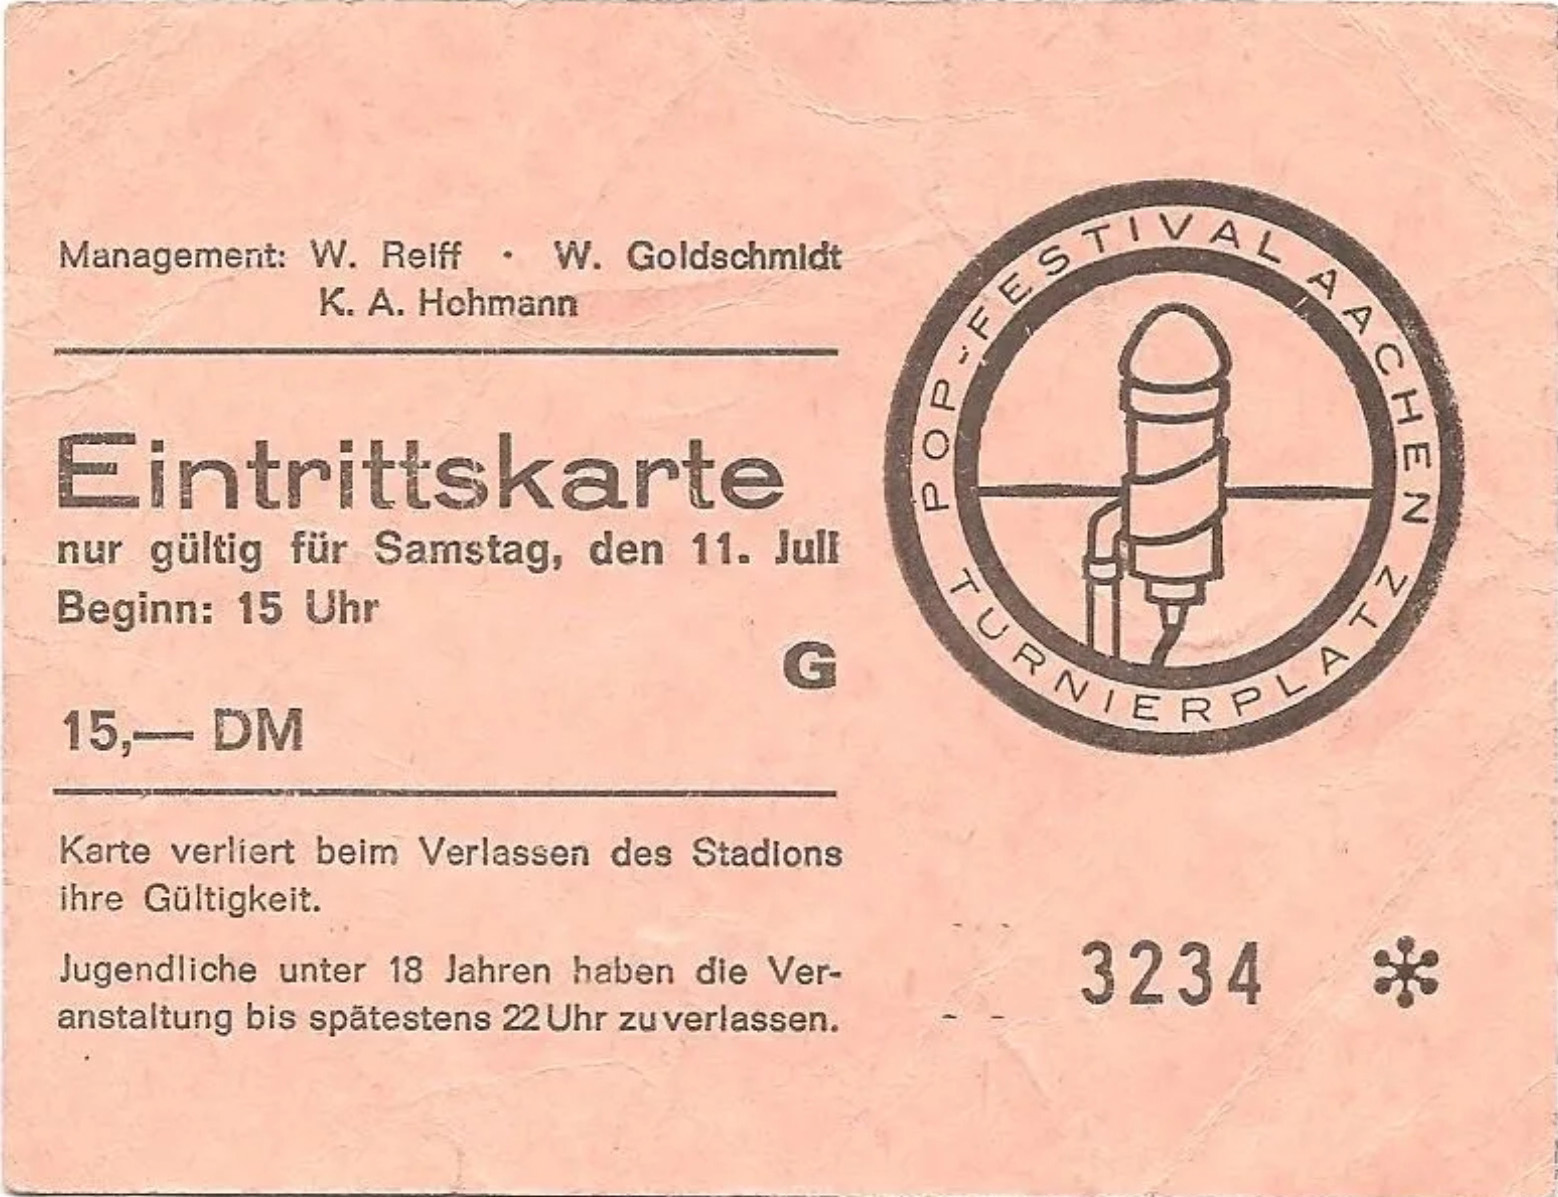 Management: W. Reiff · W. Goldschmidt
K. A. Hohmann
Eintrittskarte
nur gültig für Samstag, den 11. Juli
Beginn: 15 Uhr
G
15,— DM
Karte verliert beim Verlassen des Stadions
ihre Gültigkeit.
Jugendliche unter 18 Jahren haben die Ver-
anstaltung bis spätestens 22 Uhr zu verlassen.
POP-FESTIVAL AACHEN
TURNIERPLATZ
3234 *